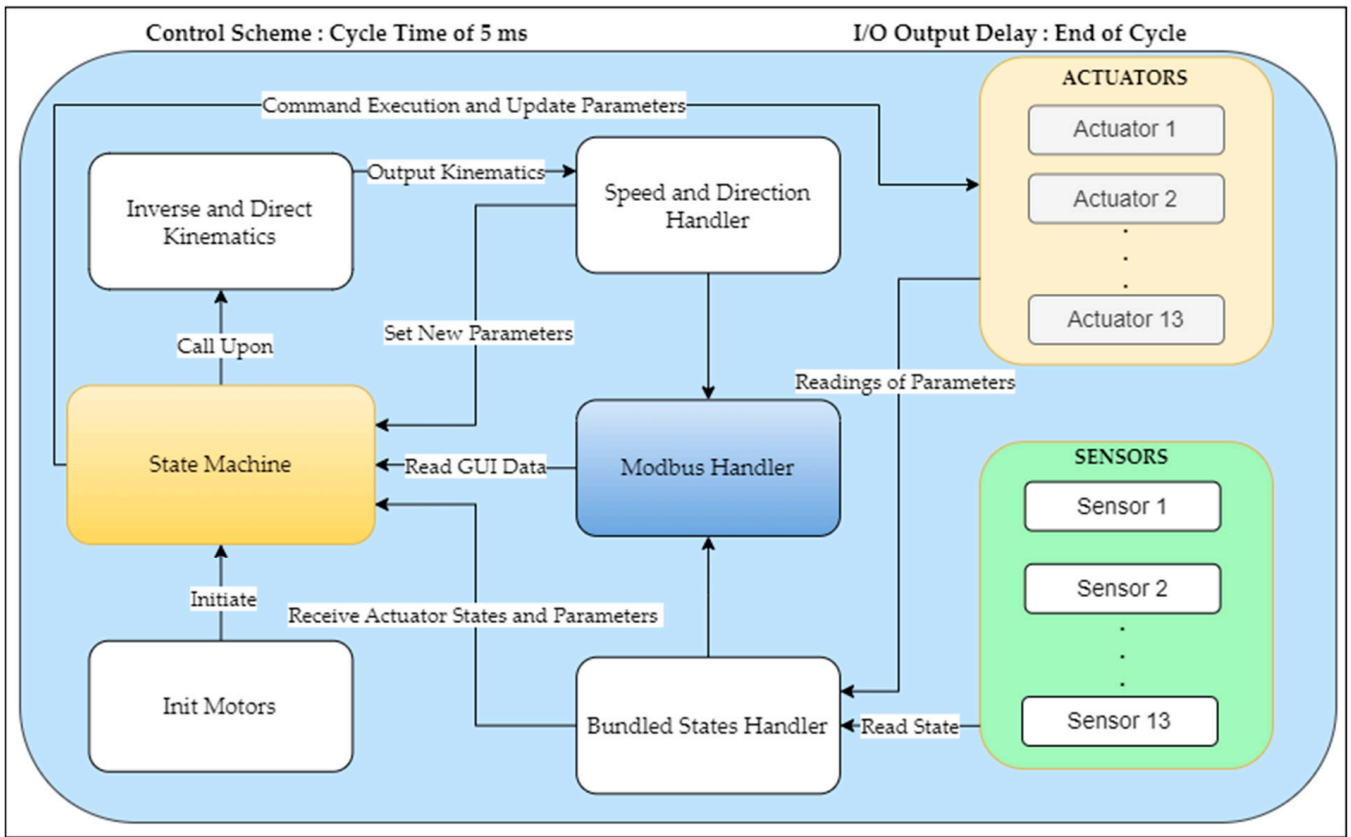 Control Scheme : Cycle Time of 5 ms
I/O Output Delay : End of Cycle
ACTUATORS
Command Execution and Update Parameters
Actuator 1
Output Kinematics
Speed and Direction
Handler
Actuator 2
Inverse and Direct
Kinematics
.
.
.
Actuator 13
Set New Parameters
Call Upon
Readings of Parameters
State Machine
Read GUI Data
Modbus Handler
SENSORS
Sensor 1
Sensor 2
Initiate
Receive Actuator States and Parameters
.
.
.
Init Motors
Bundled States Handler
Read State
Sensor 13